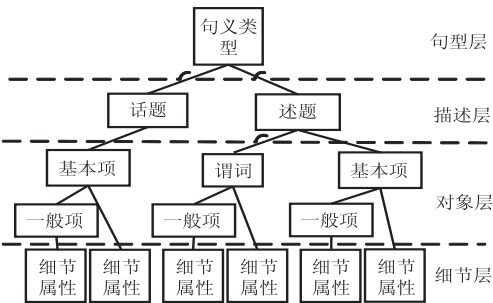 句义类
型
句型层
话题
述题
描述层
基本项
谓词
基本项
对象层
一般项
一般项
一般项
细节
属性
细节
属性
细节
属性
细节
属性
细节
属性
细节
属性
细节层